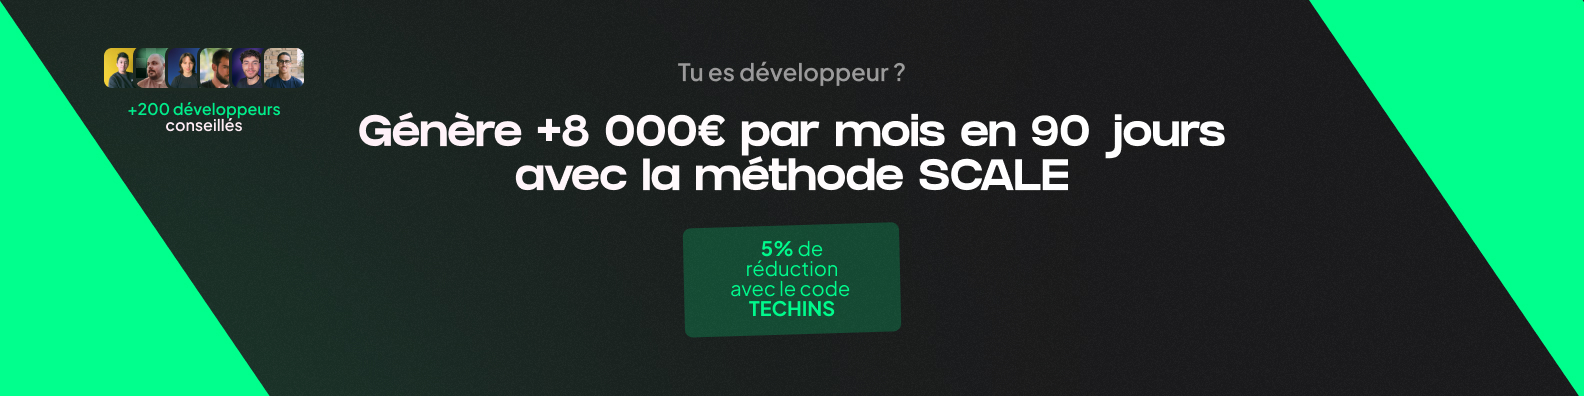 +200 développeurs
conseillés
Tu es développeur ?
Génère +8 000€ par mois en 90 jours
avec la méthode SCALE
5% de
réduction
avec le code
TECHINS